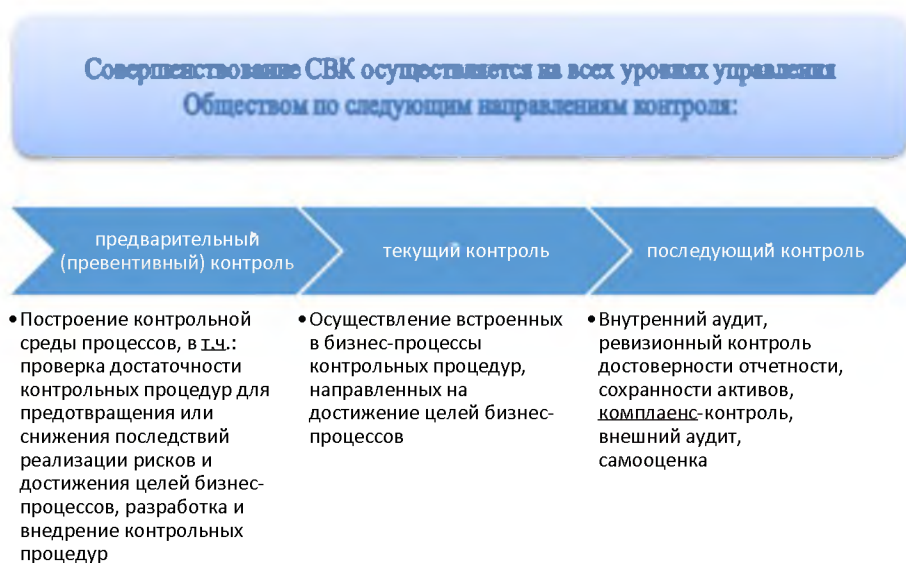 Совершенствование СВК осуществляется на всех уровнях управления
Обществом по следующим направлениям контроля:
предварительный
(превентивный) контроль
текущий контроль
последующий контроль
•Построение контрольной
среды процессов, в т.ч.:
проверка достаточности
контрольных процедур для
предотвращения или
снижения последствий
реализации рисков и
достижения целей бизнес-
процессов, разработка и
внедрение контрольных
процедур
•Осуществление встроенных
в бизнес-процессы
контрольных процедур,
направленных на
достижение целей бизнес-
процессов
•Внутренний аудит,
ревизионный контроль
достоверности отчетности,
сохранности активов,
комплаенс-контроль,
внешний аудит,
самооценка